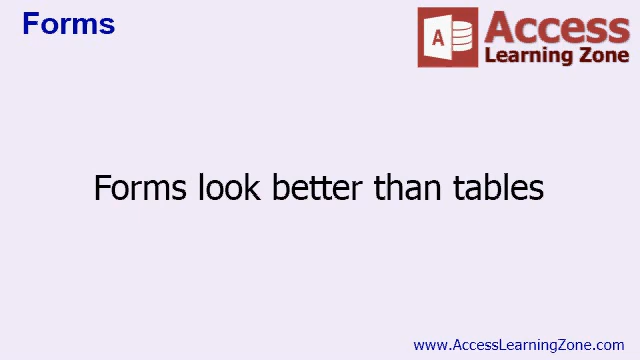 Forms
A
Access
Learning Zone
Forms look better than tables
www.AccessLearningZone.com